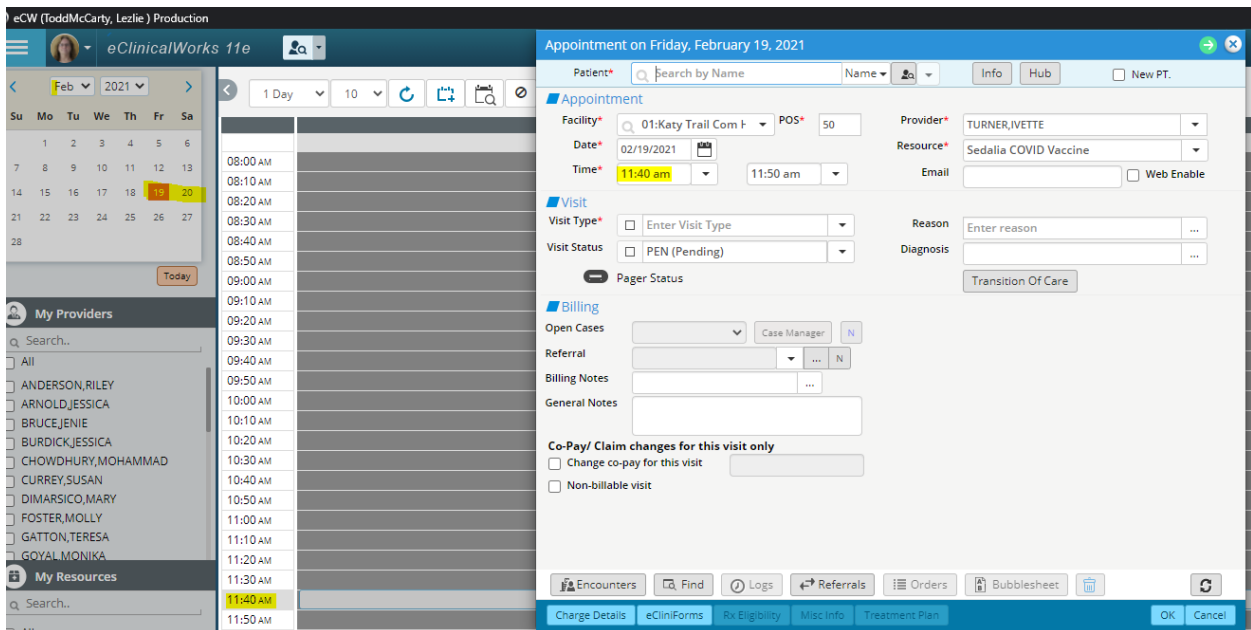 eCW (ToddMcCarty, Lezlie ) Production
eClinicalWorks 11e
Feb 2021
Su Mo Tu We Th Fr Sa
1 2 3 4 5 6
7 8 9 10 11 12 13
14 15 16 17 18 19 20
21 22 23 24 25 26 27
28
Today
My Providers
Search..
All
ANDERSON,RILEY
ARNOLD,JESSICA
BRUCE,JENIE
BURDICK,JESSICA
CHOWDHURY,MOHAMMAD
CURREY,SUSAN
DIMARSICO,MARY
FOSTER,MOLLY
GATTON,TERESA
GOYAL,MONIKA
My Resources
Search..
1 Day 10
08:00 AM
08:10 AM
08:20 AM
08:30 AM
08:40 AM
08:50 AM
09:00 AM
09:10 AM
09:20 AM
09:30 AM
09:40 AM
09:50 AM
10:00 AM
10:10 AM
10:20 AM
10:30 AM
10:40 AM
10:50 AM
11:00 AM
11:10 AM
11:20 AM
11:30 AM
11:40 AM
11:50 AM
Appointment on Friday, February 19, 2021
Patient* Search by Name Name Info Hub New PT.
Appointment
Facility* 01:Katy Trail Com H POS* 50 Provider* TURNER,IVETTE
Date* 02/19/2021 Resource* Sedalia COVID Vaccine
Time* 11:40 am 11:50 am Email Web Enable
Visit
Visit Type* Enter Visit Type Reason Enter reason ...
Visit Status PEN (Pending) Diagnosis ...
Pager Status Transition Of Care
Billing
Open Cases Case Manager N
Referral ... N
Billing Notes ...
General Notes
Co-Pay/ Claim changes for this visit only
Change co-pay for this visit
Non-billable visit
Encounters Find Logs Referrals Orders Bubblesheet
Charge Details eCliniForms Rx Eligibility Misc Info Treatment Plan OK Cancel